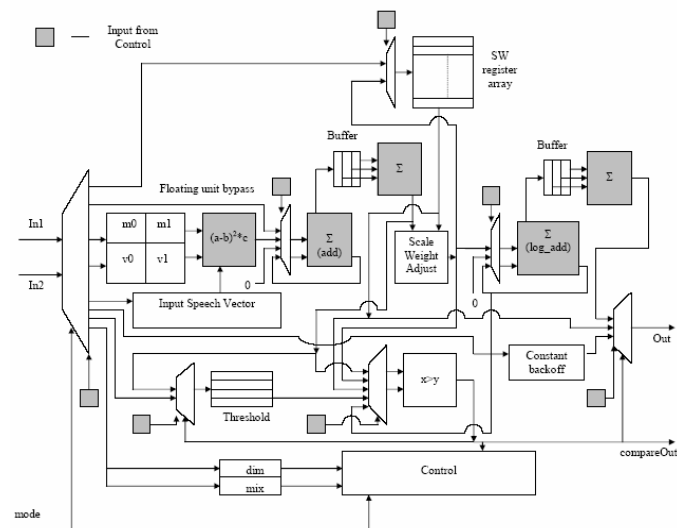 Input from
Control
SW
register
array
Buffer
Σ
Buffer
Σ
Floating unit bypass
In1
In2
m0
m1
v0
v1
(a-b)²*c
0
Σ
(add)
Scale
Weight
Adjust
Σ
(log_add)
0
Input Speech Vector
Out
Constant
backoff
x>y
Threshold
compareOut
dim
mix
Control
mode